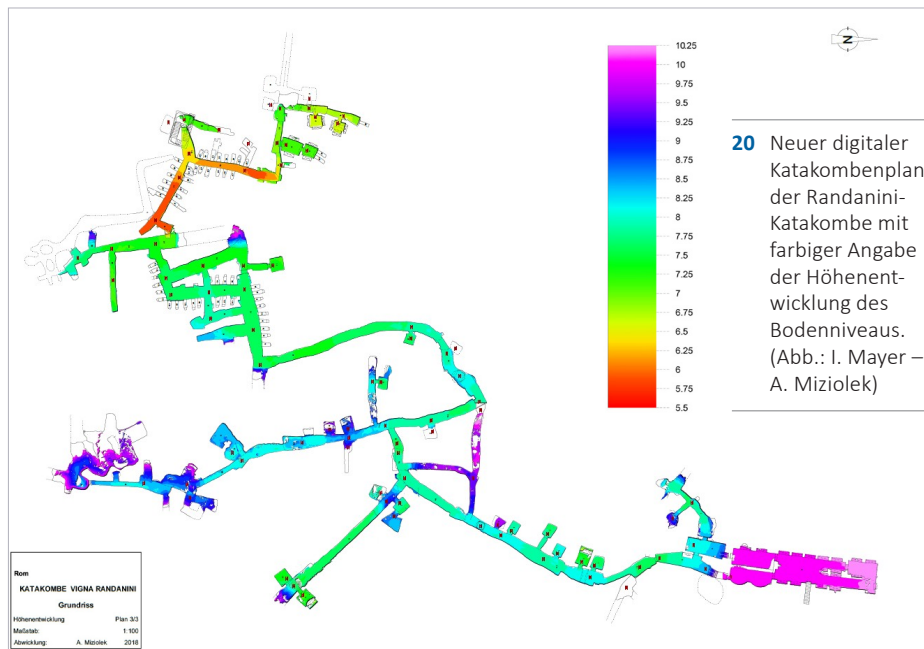 10.25
10
9.75
9.5
9.25
9
8.75
8.5
8.25
8
7.75
7.5
7.25
7
6.75
6.5
6.25
6
5.75
5.5
N
20 Neuer digitaler
Katakombenplan
der Randanini-
Katakombe mit
farbiger Angabe
der Höhenent-
wicklung des
Bodenniveaus.
(Abb.: I. Mayer –
A. Miziolek)
Rom
KATAKOMBE VIGNA RANDANINI
Grundriss
Höhenentwicklung Plan 3/3
Maßstab: 1:100
Abwicklung: A. Miziolek 2018